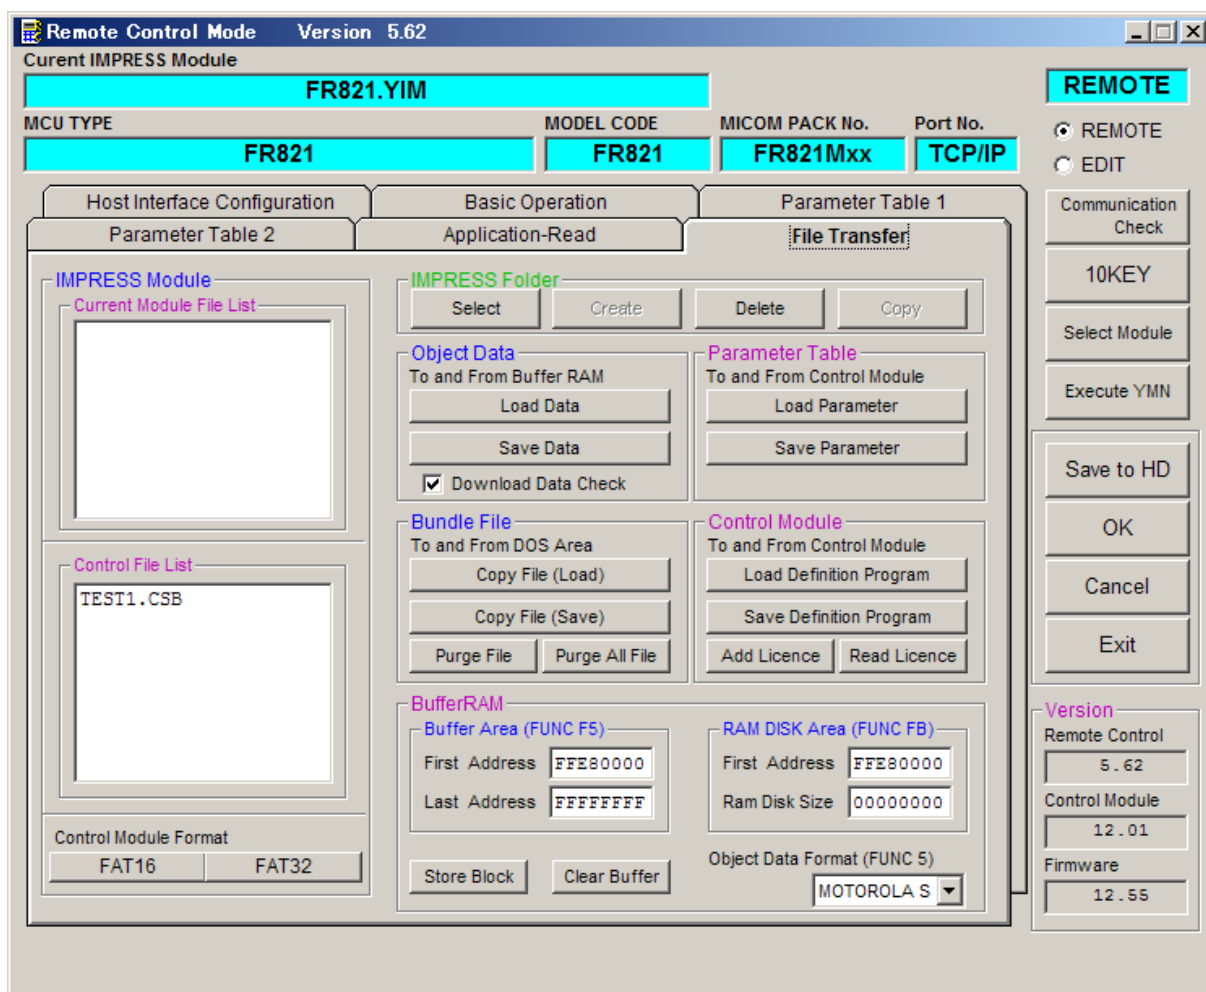 Remote Control Mode Version 5.62
Curent IMPRESS Module
FR821.YIM
REMOTE
MCU TYPE MODEL CODE MICOM PACK No. Port No.
FR821 FR821 FR821Mxx TCP/IP
REMOTE
EDIT
Host Interface Configuration Basic Operation Parameter Table 1
Parameter Table 2 Application-Read File Transfer
Communication Check
10KEY
Select Module
Execute YMN
IMPRESS Module
Current Module File List
Control File List
TEST1.CSB
Control Module Format
FAT16 FAT32
IMPRESS Folder
Select Create Delete Copy
Object Data
To and From Buffer RAM
Load Data
Save Data
Download Data Check
Parameter Table
To and From Control Module
Load Parameter
Save Parameter
Bundle File
To and From DOS Area
Copy File (Load)
Copy File (Save)
Purge File Purge All File
Control Module
To and From Control Module
Load Definition Program
Save Definition Program
Add Licence Read Licence
BufferRAM
Buffer Area (FUNC F5)
First Address FFE80000
Last Address FFFFFFFF
RAM DISK Area (FUNC FB)
First Address FFE80000
Ram Disk Size 00000000
Store Block Clear Buffer
Object Data Format (FUNC 5)
MOTOROLA S
Save to HD
OK
Cancel
Exit
Version
Remote Control
5.62
Control Module
12.01
Firmware
12.55